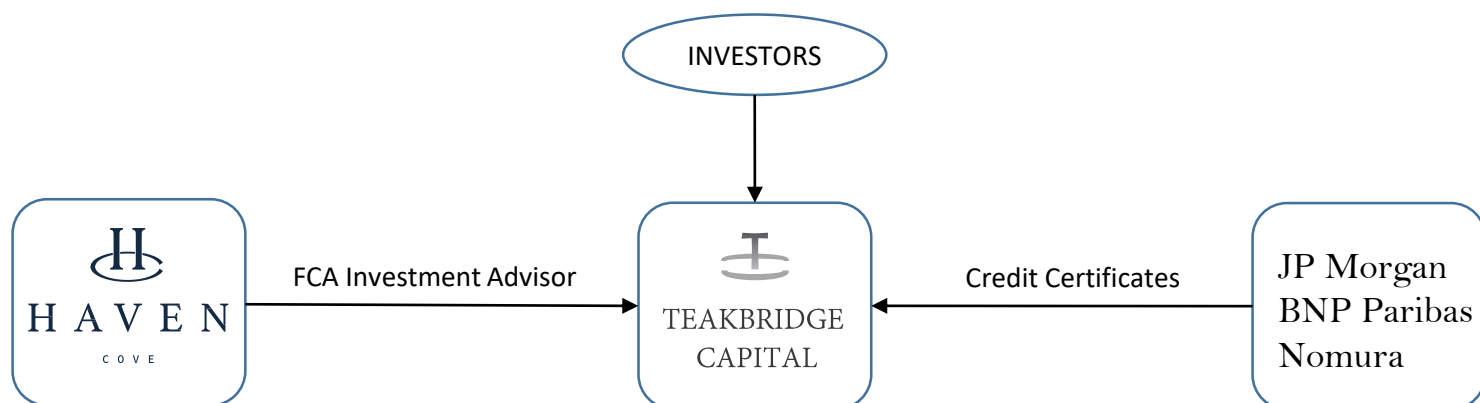 INVESTORS
H
HAVEN
COVE
FCA Investment Advisor
T
TEAKBRIDGE
CAPITAL
Credit Certificates
JP Morgan
BNP Paribas
Nomura